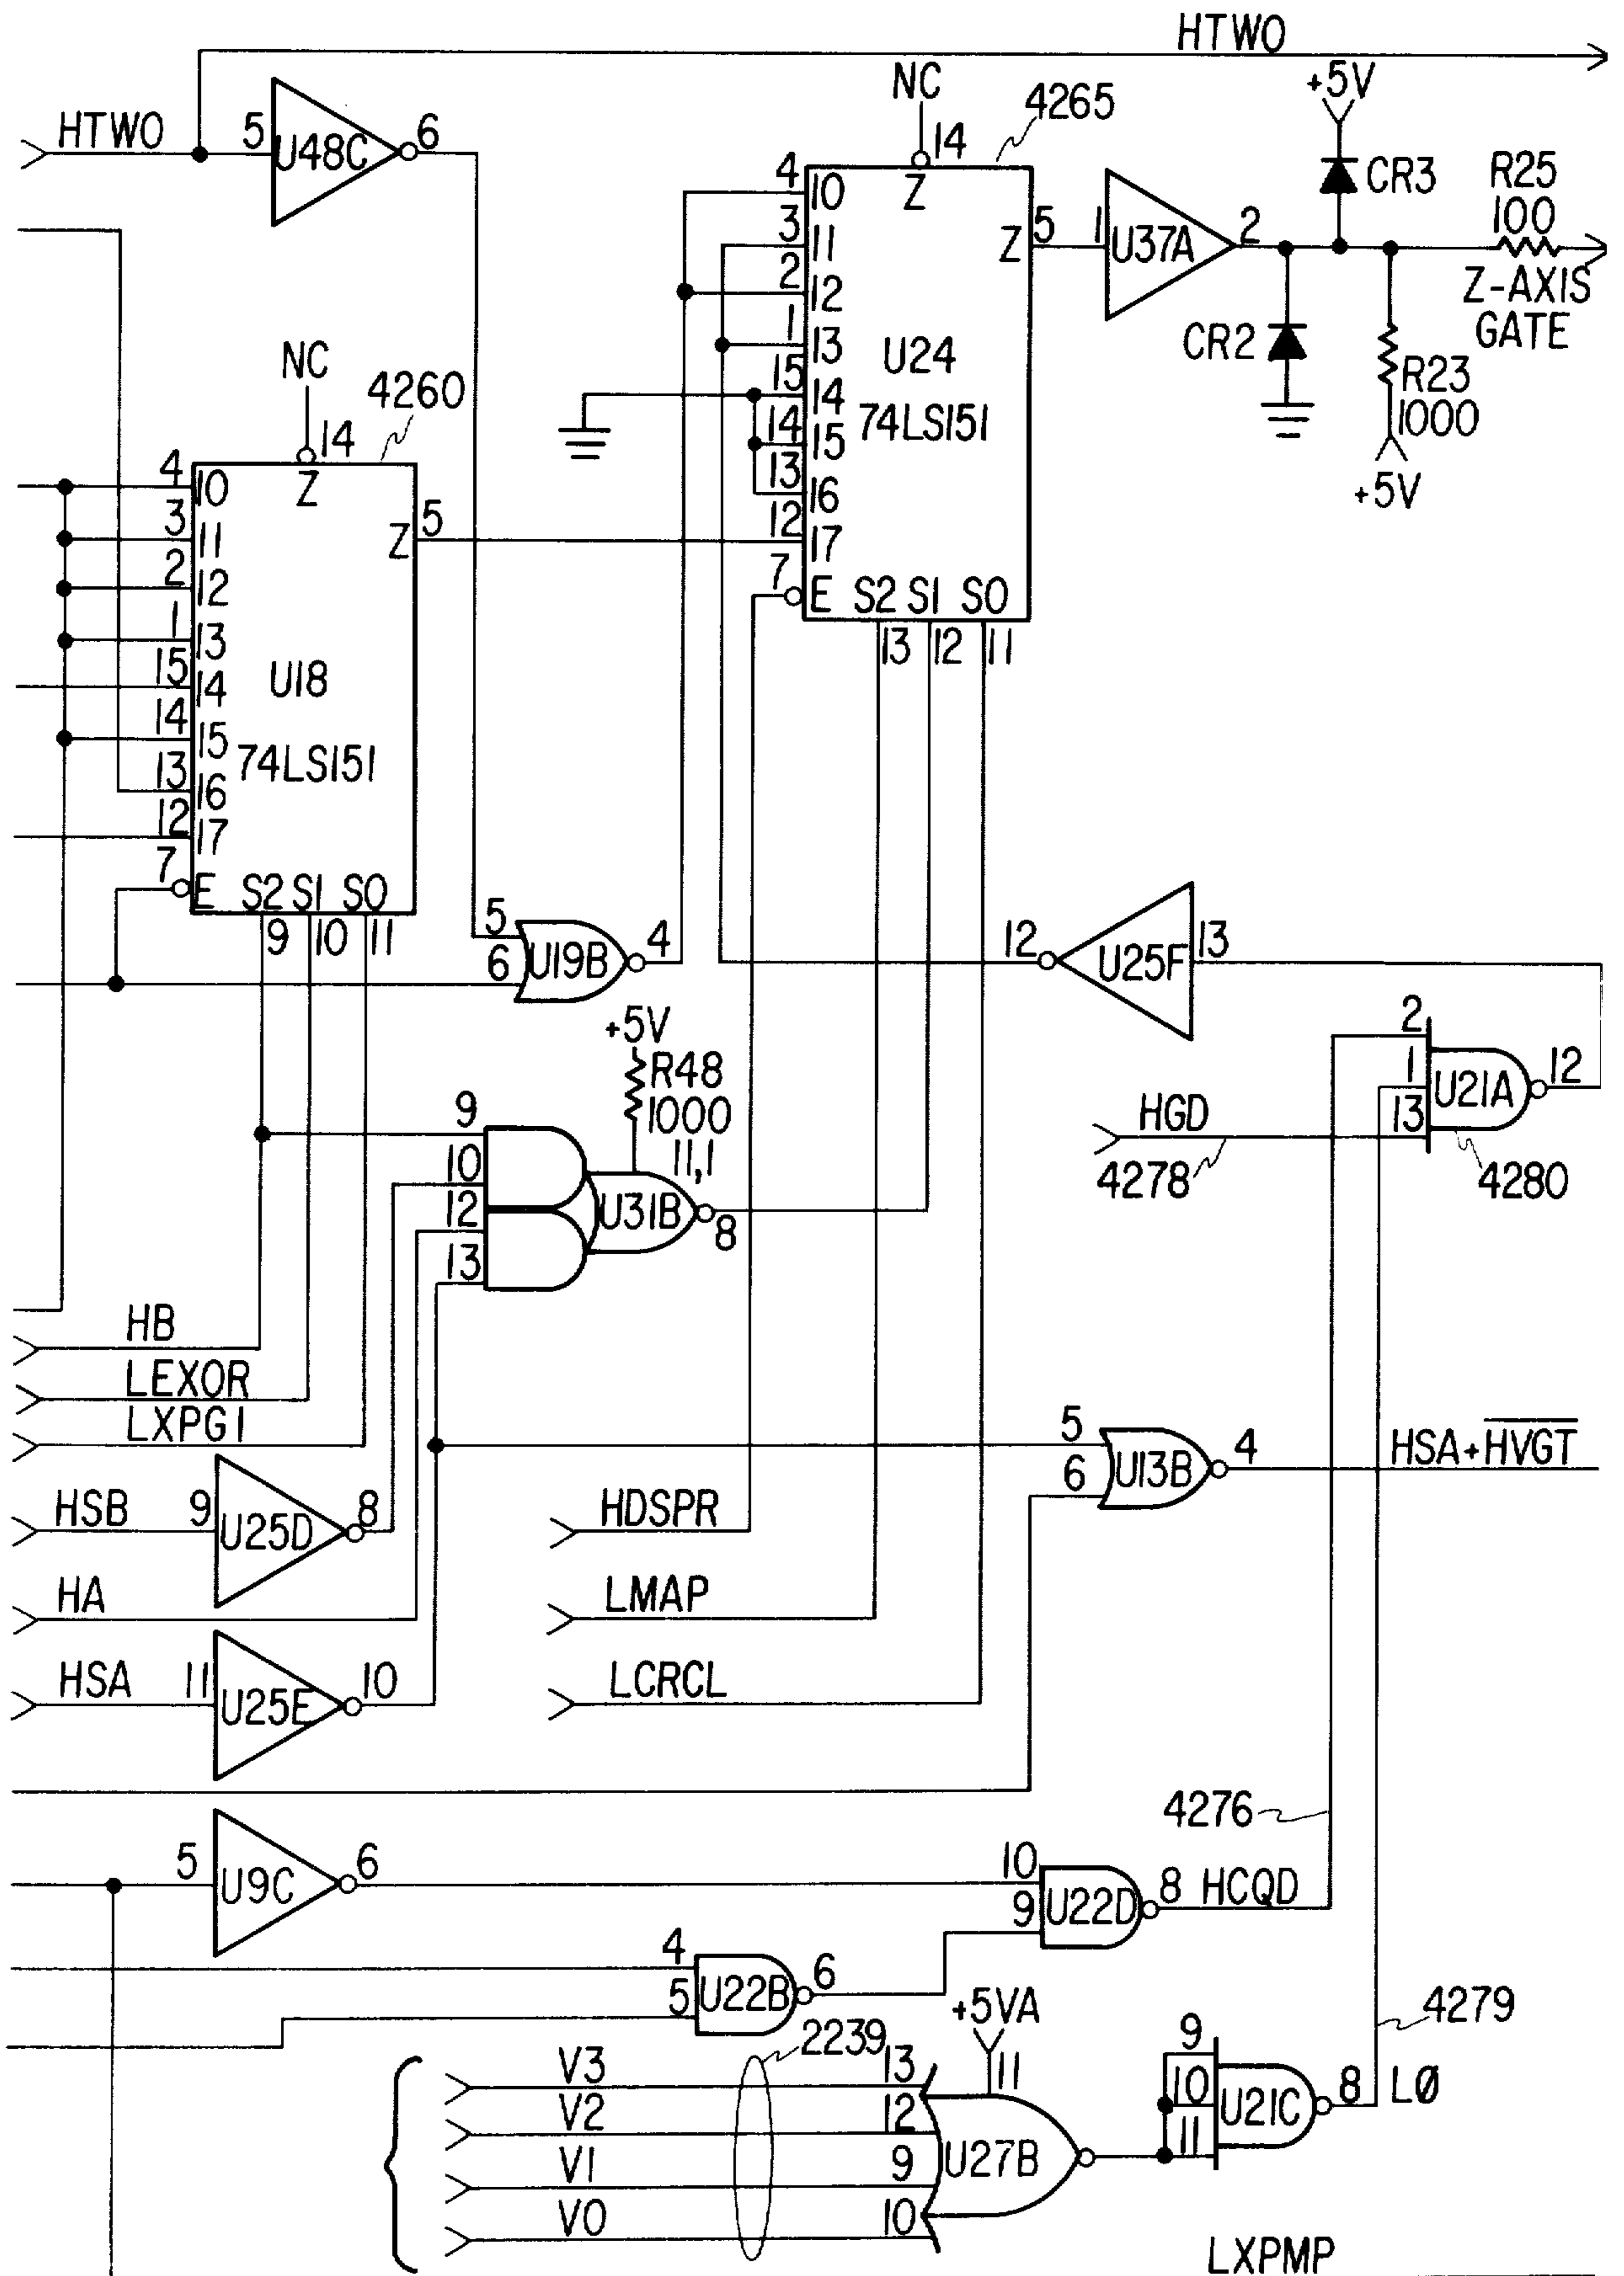 HTWO
NC
4265
+5V
HTWO
5
U48C
6
14
Z
4
10
3
11
2
12
1
13
15
14
14
15
13
16
12
17
7
E
S2
S1
S0
13
12
11
U24
74LS151
Z
5
1
U37A
2
CR3
R25
100
Z-AXIS
GATE
CR2
R23
1000
+5V
NC
4260
14
Z
4
10
3
11
2
12
1
13
15
14
14
15
13
16
12
17
7
E
S2
S1
S0
9
10
11
U18
74LS151
Z
5
5
6
U19B
4
12
U25F
13
+5V
R48
1000
11,1
9
10
12
13
U31B
8
2
1
13
U21A
12
HGD
4278
4280
HB
LEXOR
LXPG1
5
6
U13B
4
HSA+HVGT
HSB
9
U25D
8
HDSPR
HA
LMAP
HSA
11
U25E
10
LCRCL
4276
5
U9C
6
10
9
U22D
8
HCQD
4
5
U22B
6
+5VA
4279
2239
V3
13
11
V2
12
V1
9
U27B
V0
10
9
10
11
U21C
8
LØ
LXPMP